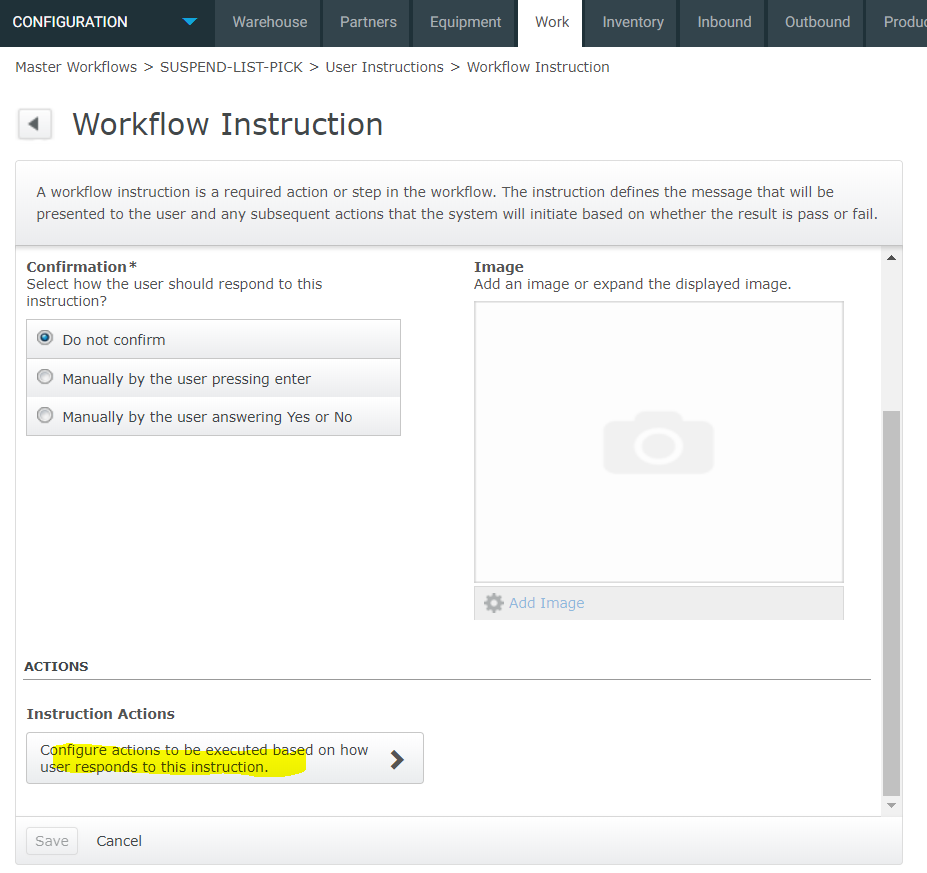 CONFIGURATION Warehouse Partners Equipment Work Inventory Inbound Outbound
Master Workflows > SUSPEND-LIST-PICK > User Instructions > Workflow Instruction
Workflow Instruction
A workflow instruction is a required action or step in the workflow. The instruction defines the message that will be
presented to the user and any subsequent actions that the system will initiate based on whether the result is pass or fail.
Confirmation*
Select how the user should respond to this
instruction?
Do not confirm
Manually by the user pressing enter
Manually by the user answering Yes or No
Image
Add an image or expand the displayed image.
Add Image
ACTIONS
Instruction Actions
Configure actions to be executed based on how
user responds to this instruction.
Save Cancel